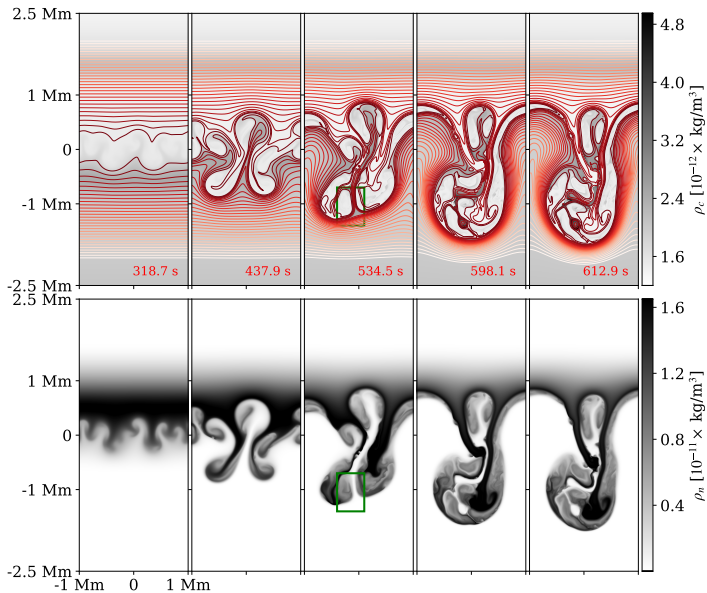 2.5 Mm
1 Mm
0
-1 Mm
-2.5 Mm
318.7 s
437.9 s
534.5 s
598.1 s
612.9 s
4.8
4.0
3.2
2.4
1.6
ρc [10−12× kg/m3]
2.5 Mm
1 Mm
0
-1 Mm
-2.5 Mm
-1 Mm 0 1 Mm
1.6
1.2
0.8
0.4
ρn [10−11× kg/m3]